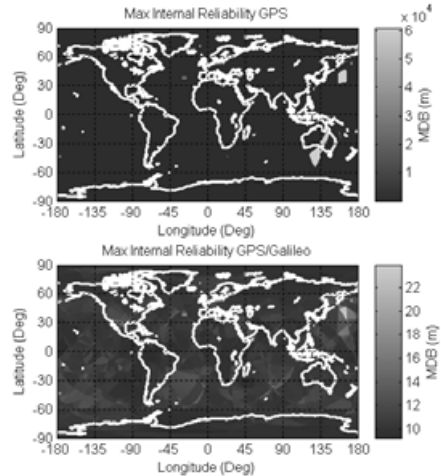 Max Internal Reliability GPS
x 10⁴
90
60
30
0
-30
-60
-90
Latitude (Deg)
-180 -135 -90 -45 0 45 90 135 180
Longitude (Deg)
6
5
4
3
2
1
MDB (m)
Max Internal Reliability GPS/Galileo
90
60
30
0
-30
-60
-90
Latitude (Deg)
-180 -135 -90 -45 0 45 90 135 180
Longitude (Deg)
22
20
18
16
14
12
10
MDB (m)